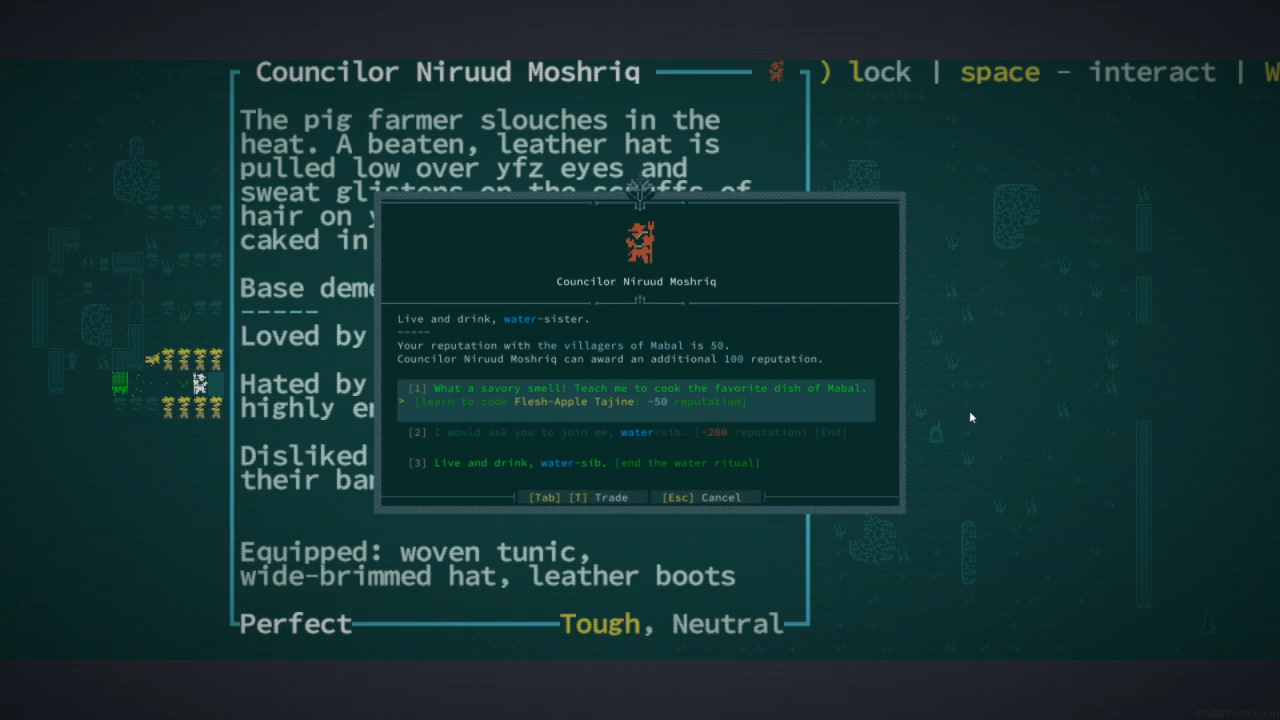 Councilor Niruud Moshriq
) lock | space - interact | W
The pig farmer slouches in the
heat. A beaten, leather hat is
pulled low over yfz eyes and
sweat glistens on the scruffs of
hair on
caked in
Base
Loved by
Hated by
highly
Disliked
their
Equipped: woven tunic,
wide-brimmed hat, leather boots
Perfect
Tough, Neutral
Councilor Niruud Moshriq
Live and drink, water-sister.
-----
Your reputation with the villagers of Mabal is 50.
Councilor Niruud Moshriq can award an additional 100 reputation.
[1] What a savory smell! Teach me to cook the favorite dish of Mabal.
> [learn to cook Flesh-Apple Tajine: -50 reputation]
[2] I would ask you to join me, water-sib. [-200 reputation] [End]
[3] Live and drink, water-sib. [end the water ritual]
[Tab] [T] Trade [Esc] Cancel